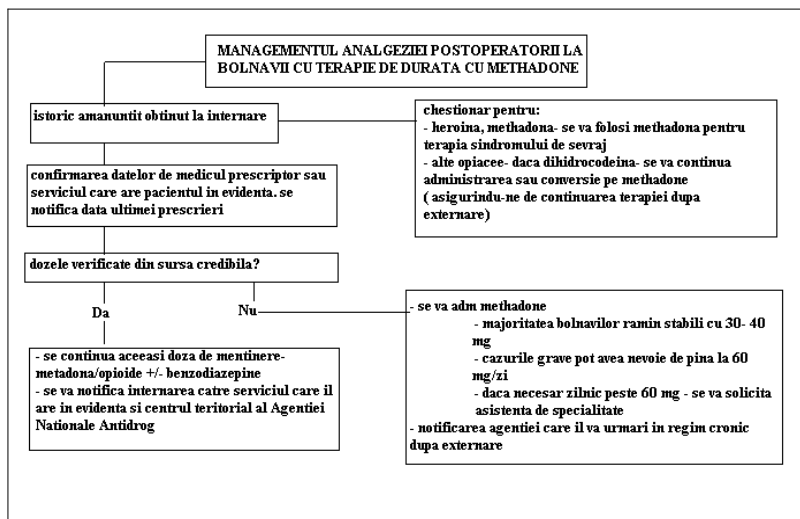 MANAGEMENTUL ANALGEZIEI POSTOPERATORII LA
BOLNAVII CU TERAPIE DE DURATA CU METHADONE
istoric amanuntit obtinut la internare
chestionar pentru:
- heroina, methadona- se va folosi methadona pentru
terapia sindromului de sevraj
- alte opiacee- daca dihidrocodeina- se va continua
administrarea sau conversie pe methadone
( asigurindu-ne de continuarea terapiei dupa
externare)
confirmarea datelor de medicul prescriptor sau
serviciul care are pacientul in evidenta. se
notifica data ultimei prescrieri
dozele verificate din sursa credibila?
Da
Nu
- se continua aceeasi doza de mentinere-
metadona/opioide +/- benzodiazepine
- se va notifica internarea catre serviciul care il
are in evidenta si centrul teritorial al Agentiei
Nationale Antidrog
- se va adm methadone
- majoritatea bolnavilor ramin stabili cu 30- 40
mg
- cazurile grave pot avea nevoie de pina la 60
mg/zi
- daca necesar zilnic peste 60 mg - se va solicita
asistenta de specialitate
- notificarea agentiei care il va urmari in regim cronic
dupa externare